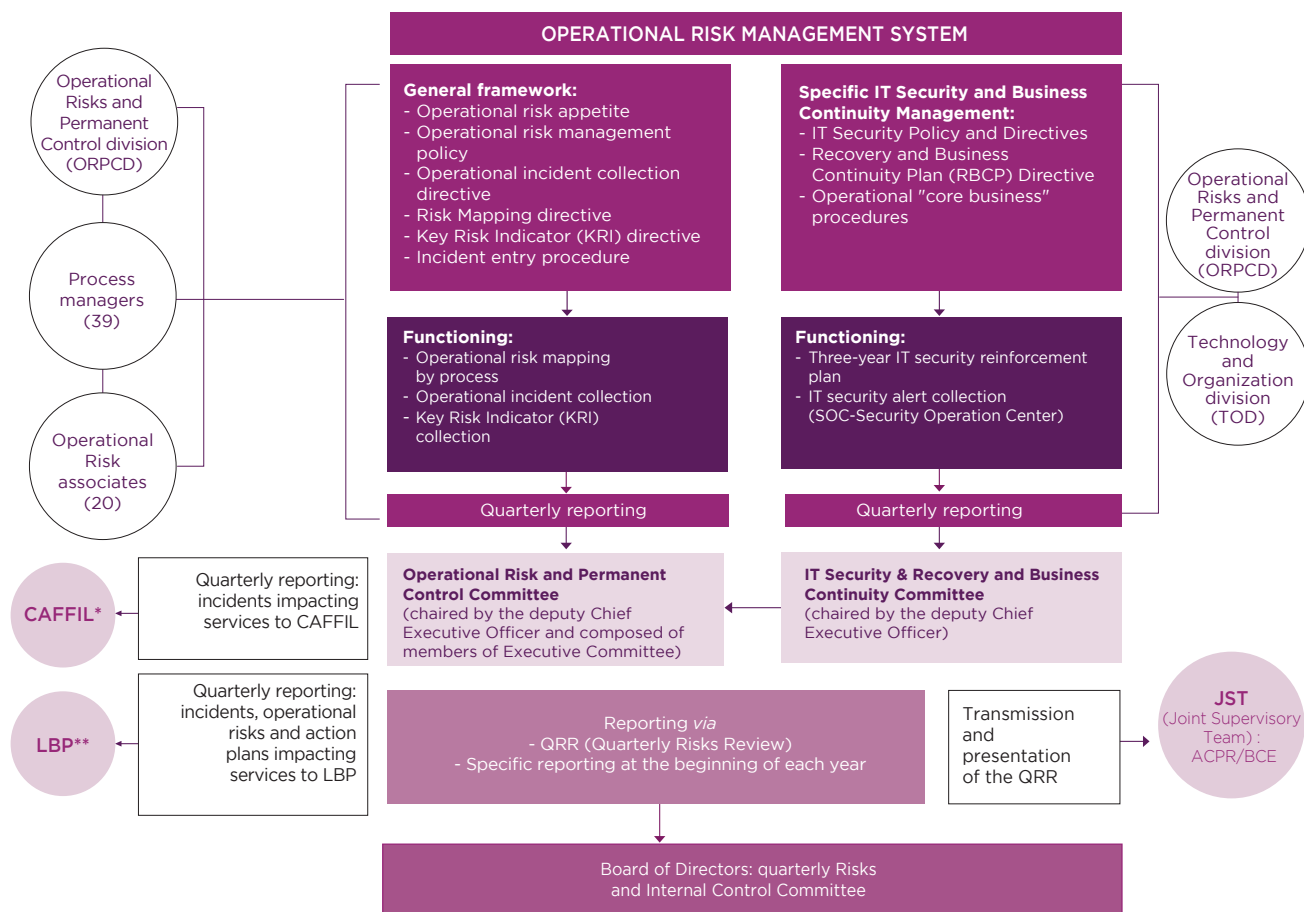 OPERATIONAL RISK MANAGEMENT SYSTEM
Operational
Risks and
Permanent
Control division
(ORPCD)
Process
managers
(39)
Operational
Risk
associates
(20)
General framework:
- Operational risk appetite
- Operational risk management
policy
- Operational incident collection
directive
- Risk Mapping directive
- Key Risk Indicator (KRI) directive
- Incident entry procedure
Specific IT Security and Business
Continuity Management:
- IT Security Policy and Directives
- Recovery and Business
Continuity Plan (RBCP) Directive
- Operational "core business"
procedures
Operational
Risks and
Permanent
Control
division
(ORPCD)
Technology
and
Organization
division
(TOD)
Functioning:
- Operational risk mapping
by process
- Operational incident collection
- Key Risk Indicator (KRI)
collection
Functioning:
- Three-year IT security reinforcement
plan
- IT security alert collection
(SOC-Security Operation Center)
Quarterly reporting
Quarterly reporting
CAFFIL*
Quarterly reporting:
incidents impacting
services to CAFFIL
Operational Risk and Permanent
Control Committee
(chaired by the deputy Chief
Executive Officer and composed of
members of Executive Committee)
IT Security & Recovery and Business
Continuity Committee
(chaired by the deputy Chief
Executive Officer)
LBP**
Quarterly reporting:
incidents, operational
risks and action
plans impacting
services to LBP
Reporting via
- QRR (Quarterly Risks Review)
- Specific reporting at the beginning of each year
Transmission
and
presentation
of the QRR
JST
(Joint Supervisory
Team) :
ACPR/BCE
Board of Directors: quarterly Risks
and Internal Control Committee